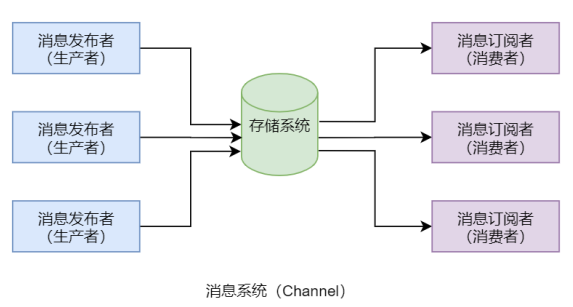 消息发布者
（生产者）
消息订阅者
（消费者）
消息发布者
（生产者）
存储系统
消息订阅者
（消费者）
消息发布者
（生产者）
消息订阅者
（消费者）
消息系统（Channel）